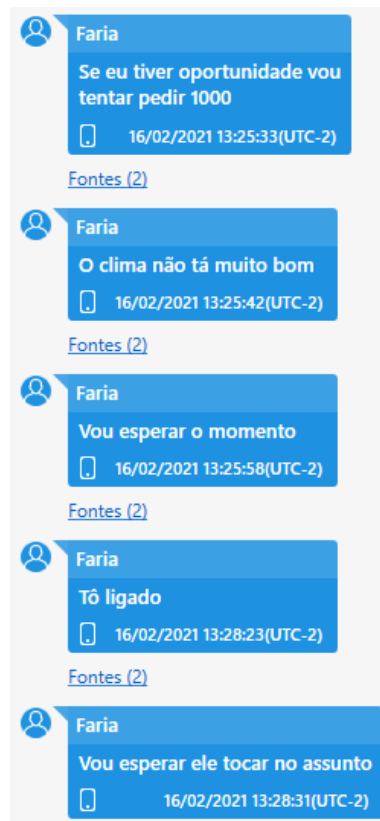 Faria
Se eu tiver oportunidade vou
tentar pedir 1000
16/02/2021 13:25:33(UTC-2)
Fontes (2)
Faria
O clima não tá muito bom
16/02/2021 13:25:42(UTC-2)
Fontes (2)
Faria
Vou esperar o momento
16/02/2021 13:25:58(UTC-2)
Fontes (2)
Faria
Tô ligado
16/02/2021 13:28:23(UTC-2)
Fontes (2)
Faria
Vou esperar ele tocar no assunto
16/02/2021 13:28:31(UTC-2)